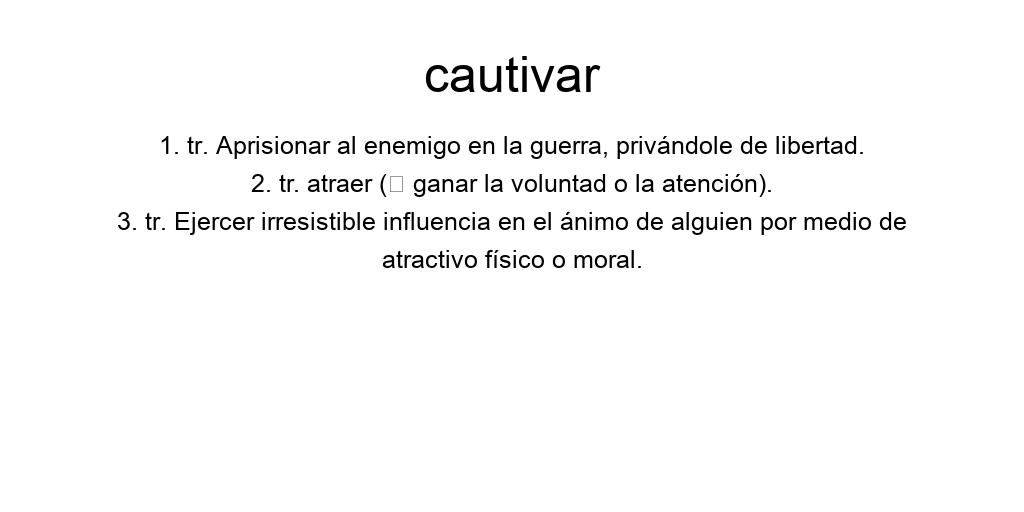 cautivar
1. tr. Aprisionar al enemigo en la guerra, privándole de libertad.
2. tr. atraer (□ ganar la voluntad o la atención).
3. tr. Ejercer irresistible influencia en el ánimo de alguien por medio de
atractivo físico o moral.